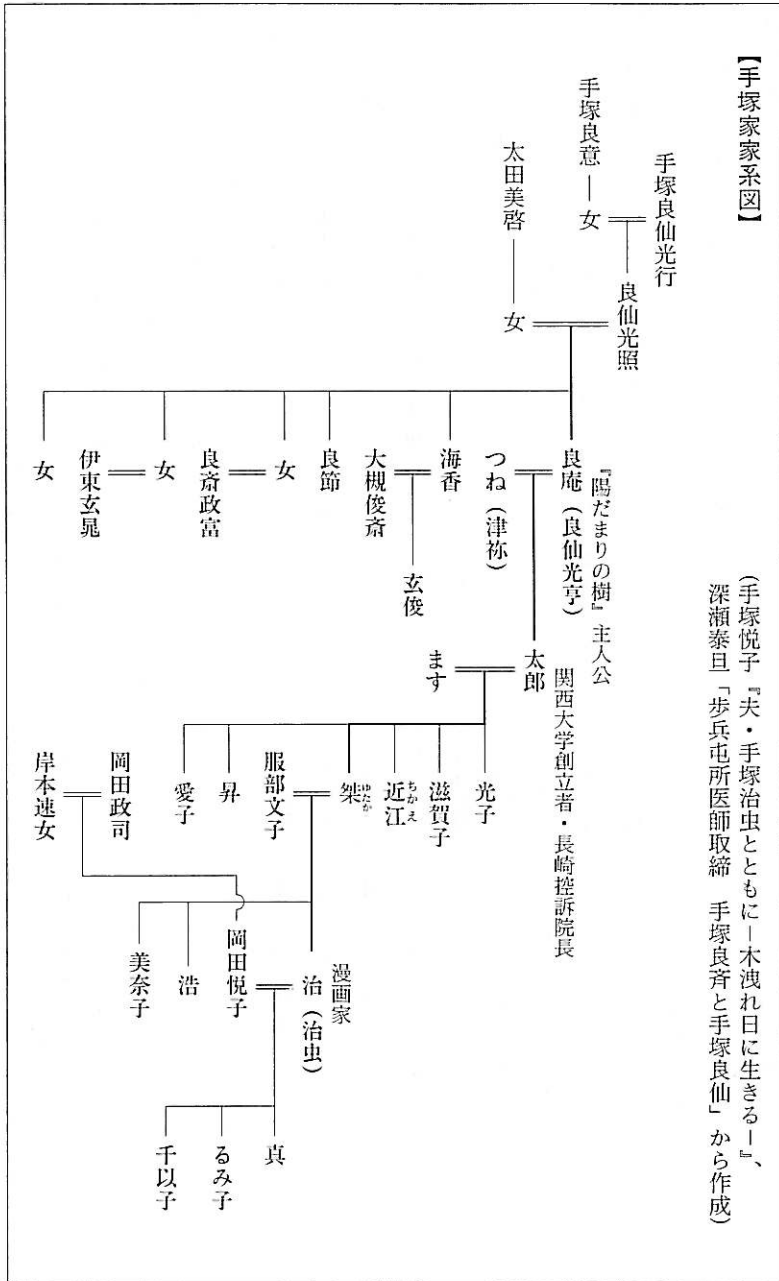 【手塚家家系図】
(手塚悦子『夫・手塚治虫とともに―木洩れ日に生きる―』、
深瀬泰旦「歩兵屯所医師取締　手塚良斉と手塚良仙」から作成)
手塚良仙光行
手塚良意
女
良仙光照
太田美啓
女
『陽だまりの樹』主人公
良庵(良仙光亨)
つね(津祢)
海香
大槻俊斎
良節
女
良斎政富
女
伊東玄晁
女
玄俊
関西大学創立者・長崎控訴院長
太郎
ます
光子
滋賀子
近江
ちかえ
桀
ゆたか
服部文子
昇
愛子
岡田政司
岸本速女
漫画家
治(治虫)
岡田悦子
浩
美奈子
真
るみ子
千以子